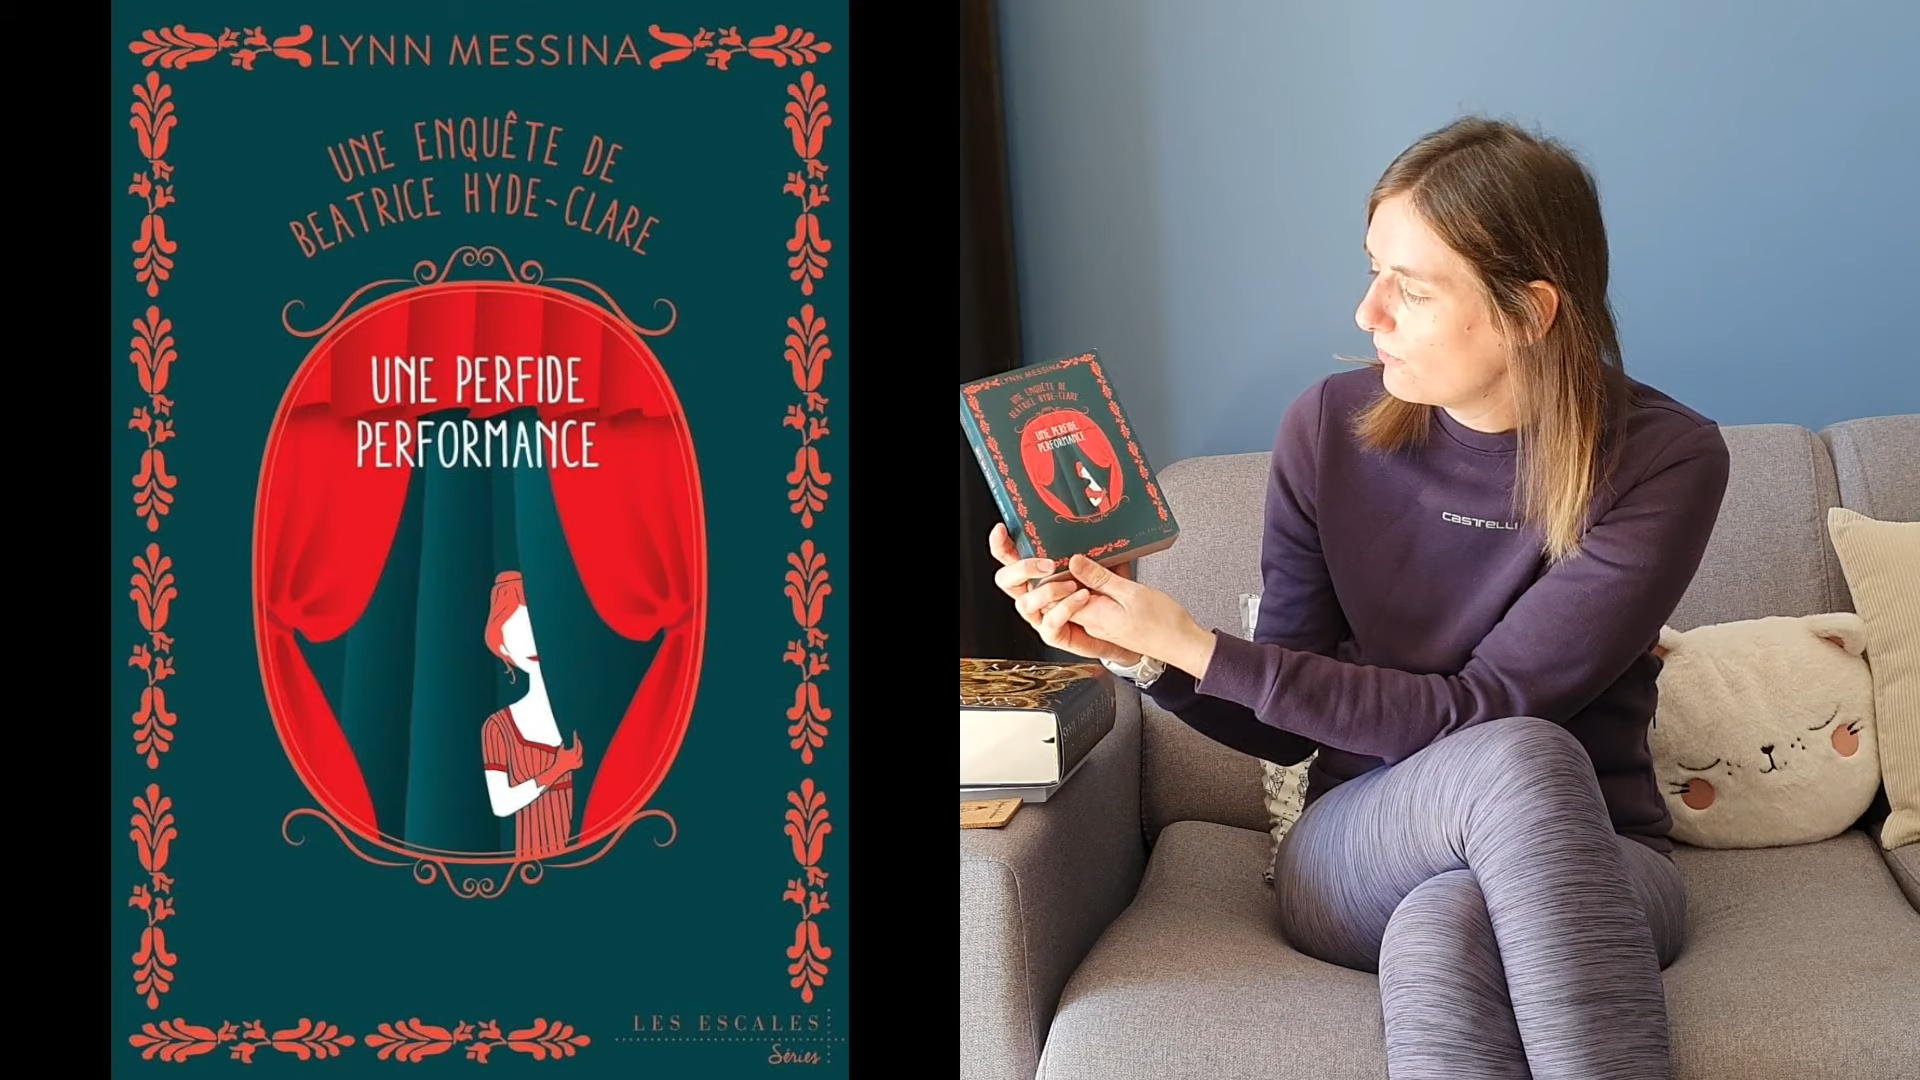 LYNN MESSINA
UNE ENQUÊTE DE
BEATRICE HYDE-CLARE
UNE PERFIDE
PERFORMANCE
LES ESCALES
Séries
LYNN MESSINA
UNE ENQUÊTE DE
BEATRICE HYDE-CLARE
UNE PERFIDE
PERFORMANCE
CASTELLI